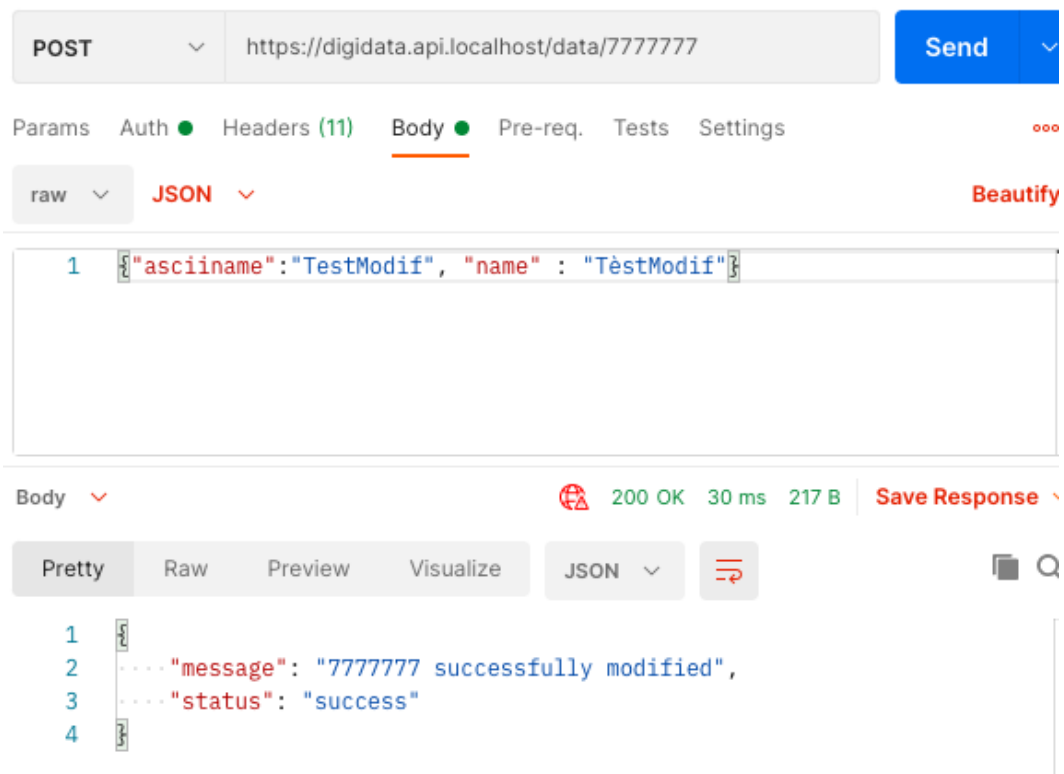 POST https://digidata.api.localhost/data/7777777 Send
Params Auth Headers (11) Body Pre-req. Tests Settings
raw JSON Beautify
1 {"asciiname":"TestModif", "name" : "TèstModif"}
Body 200 OK 30 ms 217 B Save Response
Pretty Raw Preview Visualize JSON
1 {
2 "message": "7777777 successfully modified",
3 "status": "success"
4 }